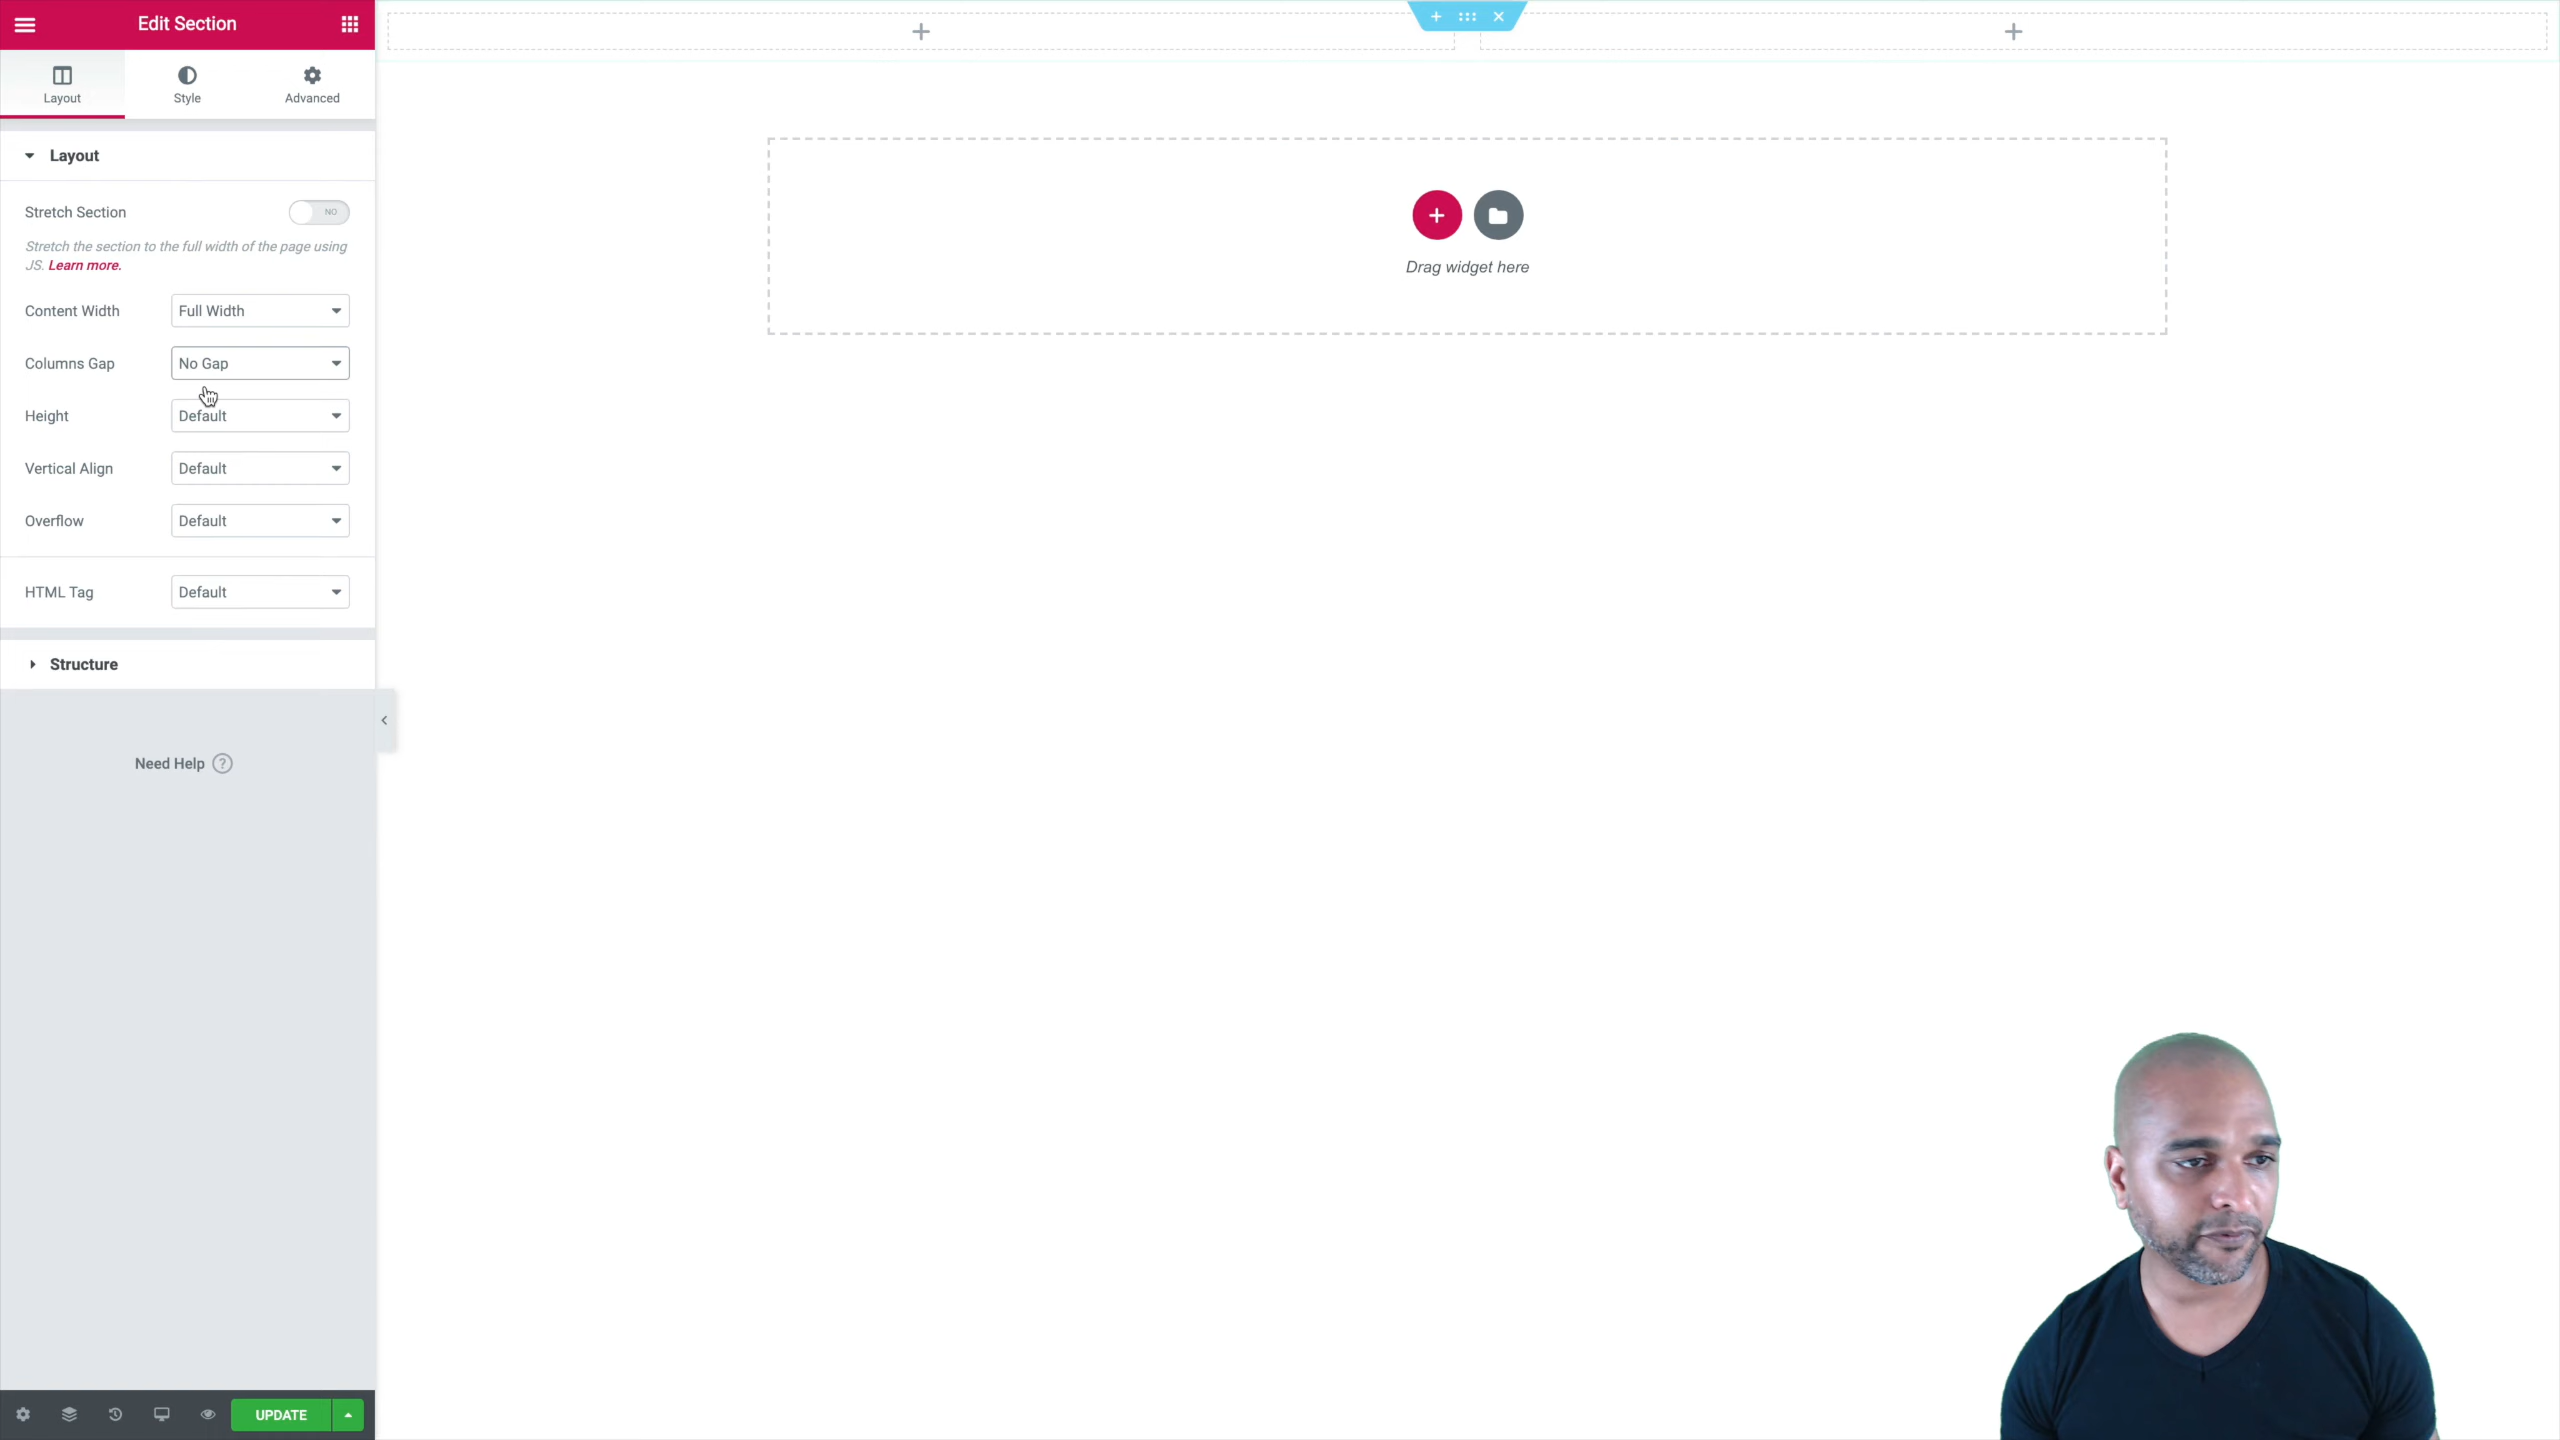 Edit Section
Layout
Style
Advanced
Layout
Stretch Section
NO
Stretch the section to the full width of the page using
JS. Learn more.
Content Width
Full Width
Columns Gap
No Gap
Height
Default
Vertical Align
Default
Overflow
Default
HTML Tag
Default
Structure
Need Help ?
UPDATE
Drag widget here